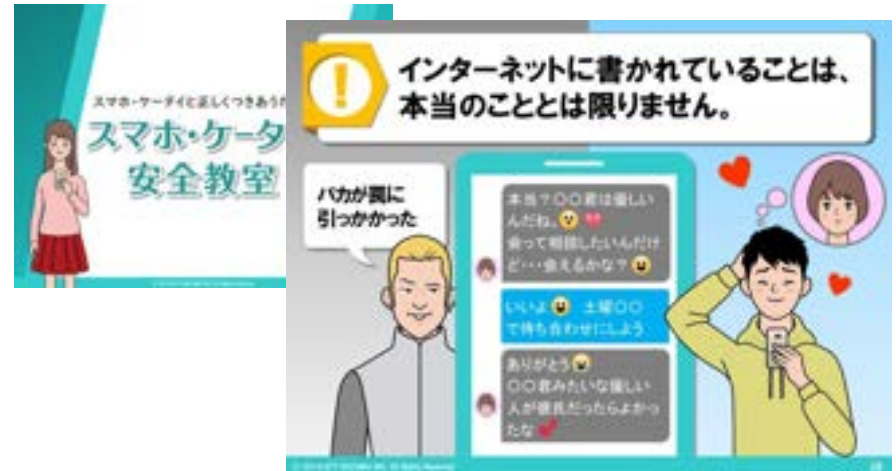 スマホ・ケータイと正しくつきあうた
スマホ・ケータ
安全教室
!
インターネットに書かれていることは、
本当のこととは限りません。
バカが罠に
引っかかった
本当?〇〇君は優しい
んだね。
会って相談したいんだけ
ど・・・会えるかな?
いいよ 土曜〇〇
で待ち合わせにしよう
ありがとう
〇〇君みたいな優しい
人が彼氏だったらよかっ
たな